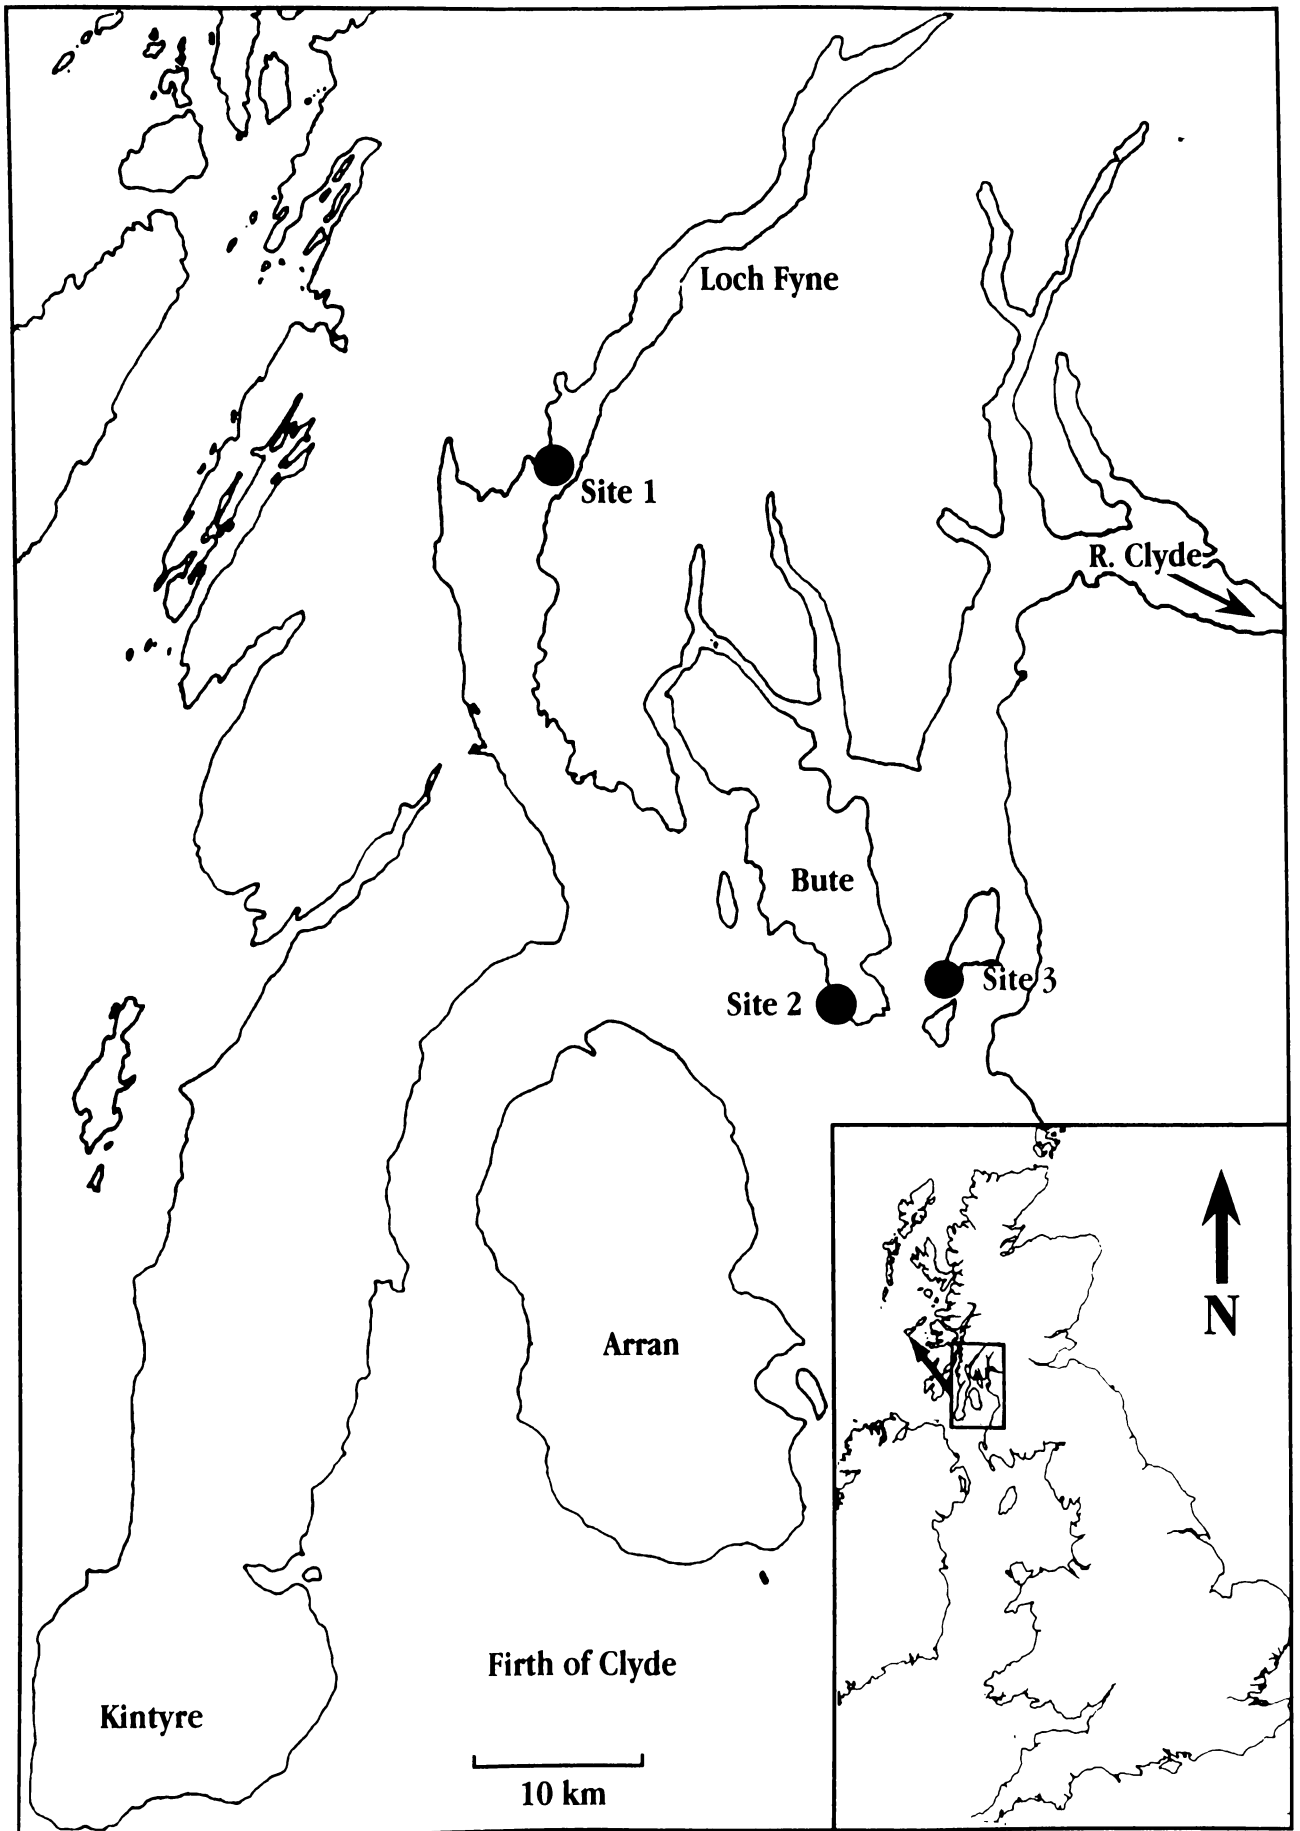 Loch Fyne
Site 1
R. Clyde
Bute
Site 3
Site 2
N
Arran
Firth of Clyde
Kintyre
10 km